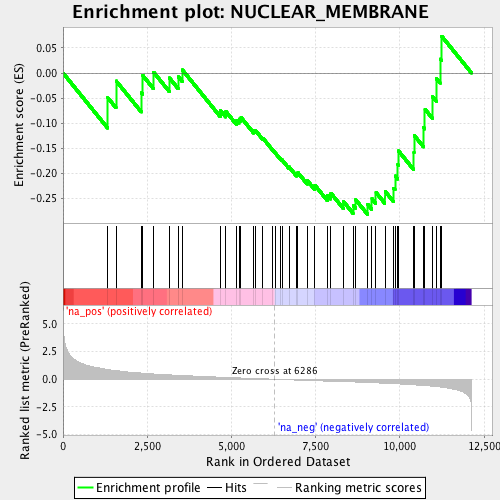 Enrichment plot: NUCLEAR_MEMBRANE
Enrichment score (ES)
0.05
0.00
-0.05
-0.10
-0.15
-0.20
-0.25
'na_pos' (positively correlated)
Ranked list metric (PreRanked)
5.0
2.5
0.0
-2.5
-5.0
Zero cross at 6286
'na_neg' (negatively correlated)
0
2,500
5,000
7,500
10,000
12,500
Rank in Ordered Dataset
Enrichment profile
Hits
Ranking metric scores